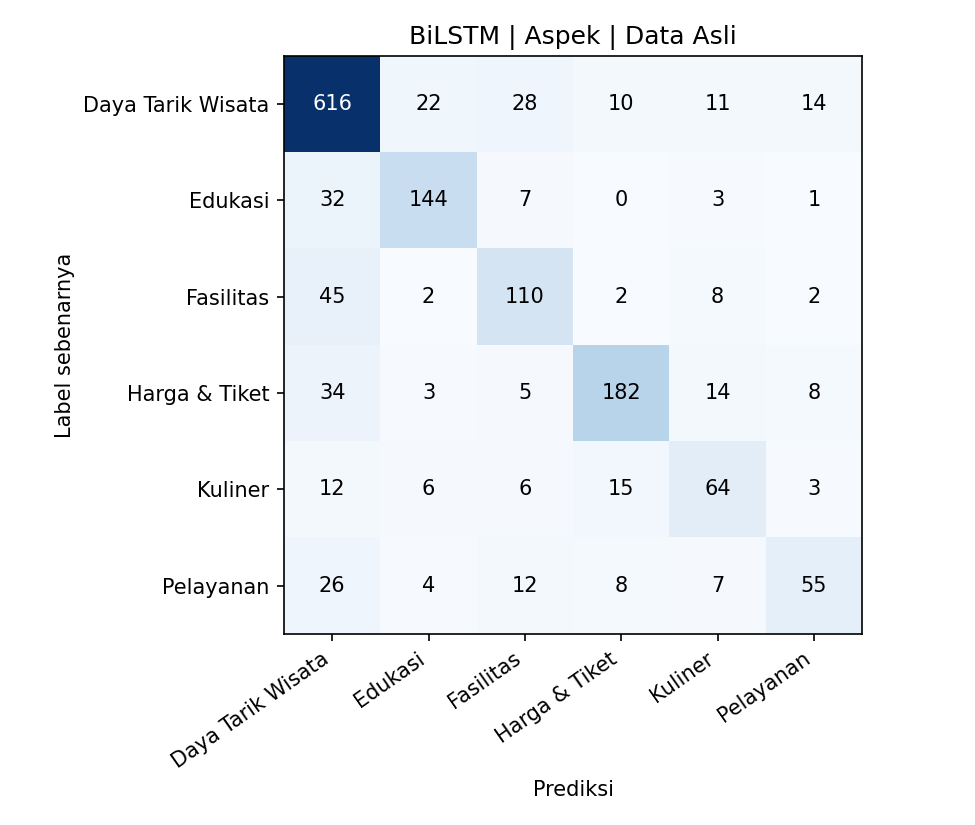 BiLSTM | Aspek | Data Asli
Label sebenarnya
Daya Tarik Wisata 616 22 28 10 11 14
Edukasi 32 144 7 0 3 1
Fasilitas 45 2 110 2 8 2
Harga & Tiket 34 3 5 182 14 8
Kuliner 12 6 6 15 64 3
Pelayanan 26 4 12 8 7 55
Daya Tarik Wisata Edukasi Fasilitas Harga & Tiket Kuliner Pelayanan
Prediksi